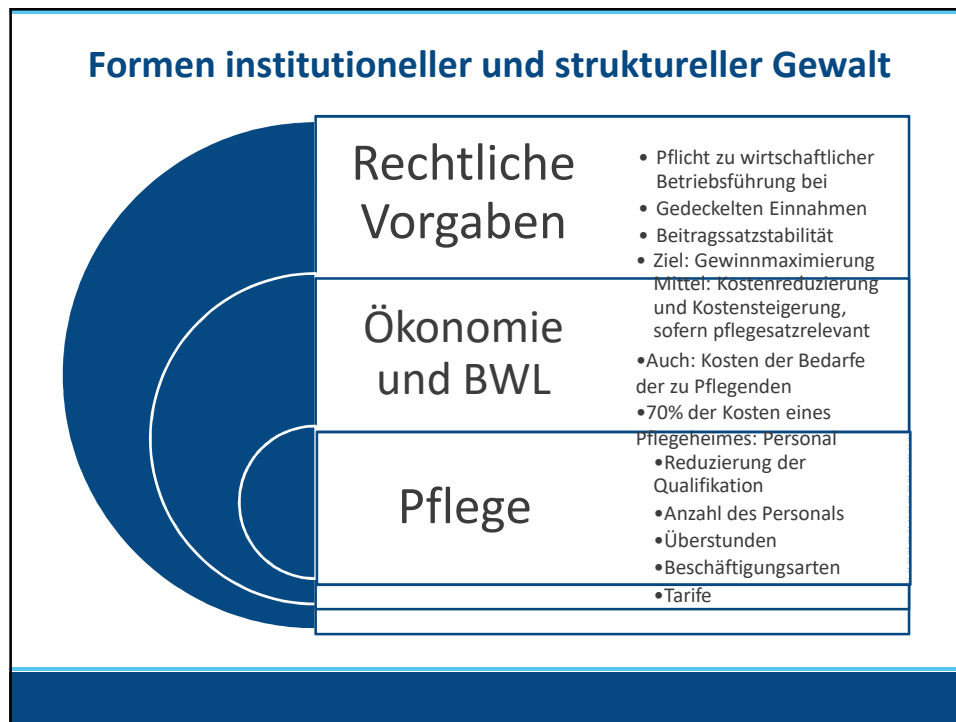 Formen institutioneller und struktureller Gewalt
Rechtliche
Vorgaben
• Pflicht zu wirtschaftlicher
Betriebsführung bei
• Gedeckelten Einnahmen
• Beitragssatzstabilität
• Ziel: Gewinnmaximierung
Mittel: Kostenreduzierung
und Kostensteigerung,
sofern pflegesatzrelevant
Ökonomie
und BWL
•Auch: Kosten der Bedarfe
der zu Pflegenden
•70% der Kosten eines
Pflegeheimes: Personal
Pflege
•Reduzierung der
Qualifikation
•Anzahl des Personals
•Überstunden
•Beschäftigungsarten
•Tarife